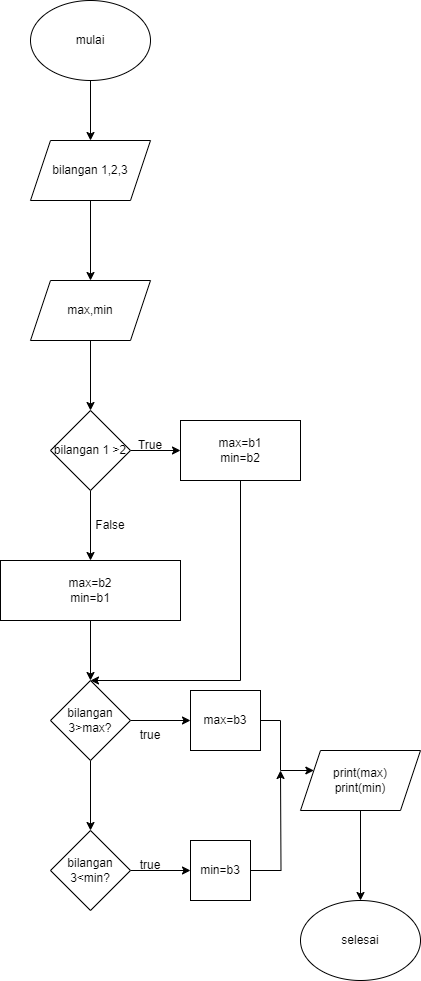 mulai
bilangan 1,2,3
max,min
bilangan 1 >2
True
max=b1
min=b2
False
max=b2
min=b1
bilangan
3>max?
true
max=b3
print(max)
print(min)
bilangan
3<min?
true
min=b3
selesai